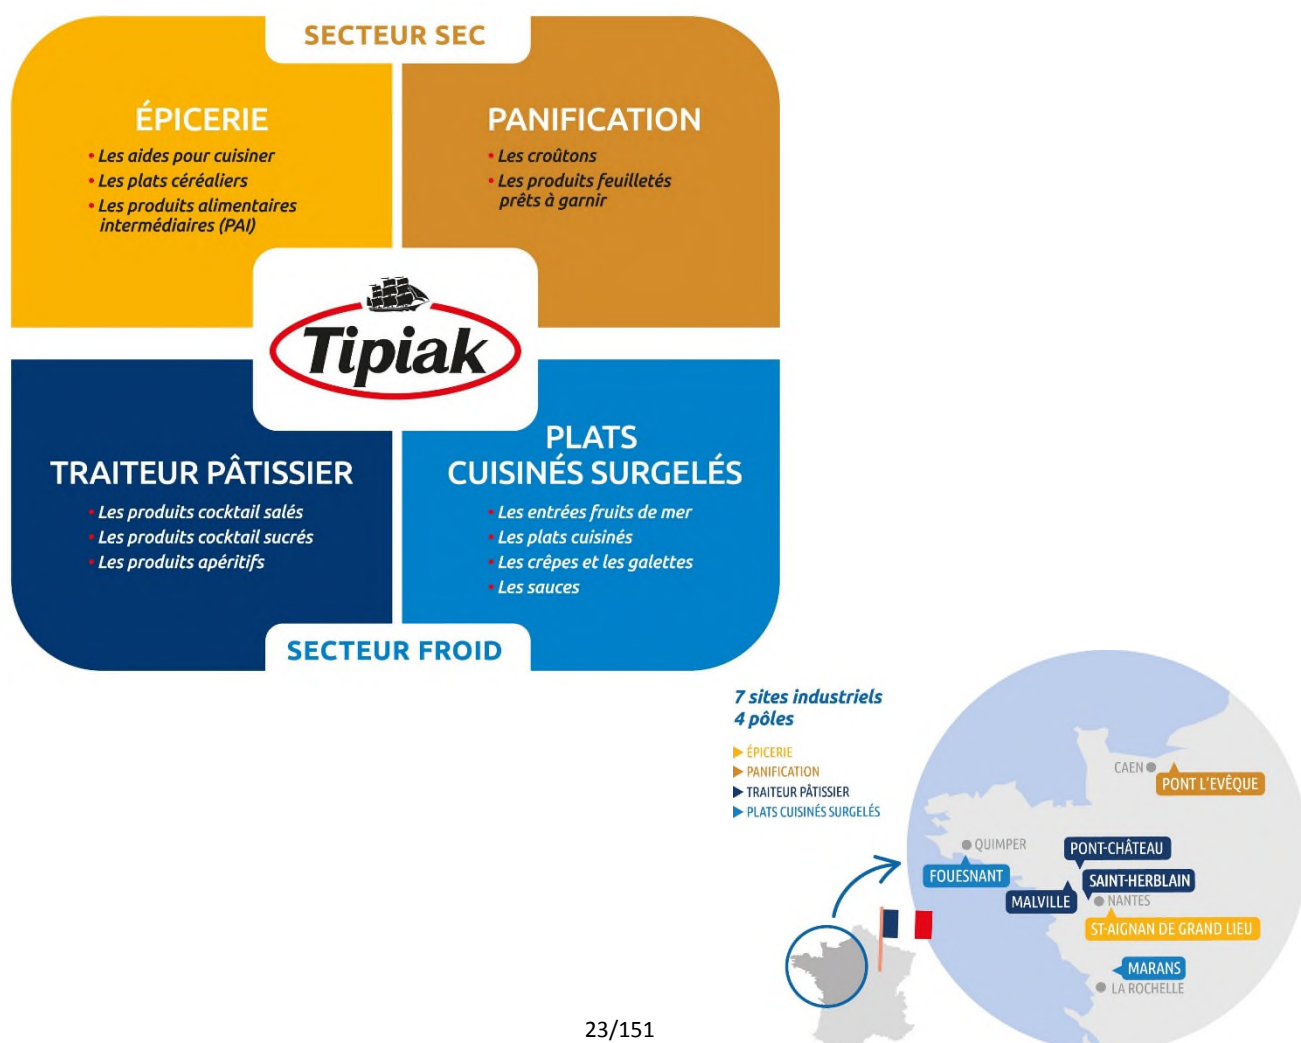 SECTEUR SEC
ÉPICERIE
• Les aides pour cuisiner
• Les plats céréaliers
• Les produits alimentaires
intermédiaires (PAI)
PANIFICATION
• Les croûtons
• Les produits feuilletés
prêts à garnir
Tipiak
TRAITEUR PÂTISSIER
• Les produits cocktail salés
• Les produits cocktail sucrés
• Les produits apéritifs
PLATS
CUISINÉS SURGELÉS
• Les entrées fruits de mer
• Les plats cuisinés
• Les crêpes et les galettes
• Les sauces
SECTEUR FROID
7 sites industriels
4 pôles
ÉPICERIE
PANIFICATION
TRAITEUR PÂTISSIER
PLATS CUISINÉS SURGELÉS
CAEN
PONT L'EVÊQUE
QUIMPER
FOUESNANT
PONT-CHÂTEAU
SAINT-HERBLAIN
MALVILLE
NANTES
ST-AIGNAN DE GRAND LIEU
MARANS
LA ROCHELLE
23/151